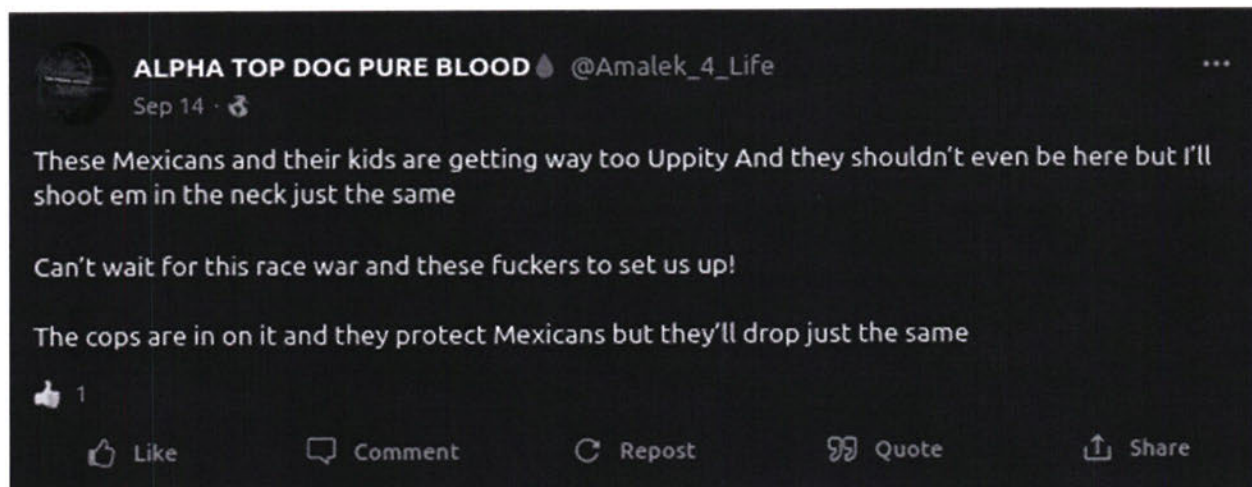 ALPHA TOP DOG PURE BLOOD🩸 @Amalek_4_Life
Sep 14 ·
These Mexicans and their kids are getting way too Uppity And they shouldn't even be here but I'll
shoot em in the neck just the same
Can't wait for this race war and these fuckers to set us up!
The cops are in on it and they protect Mexicans but they'll drop just the same
1
Like Comment Repost Quote Share